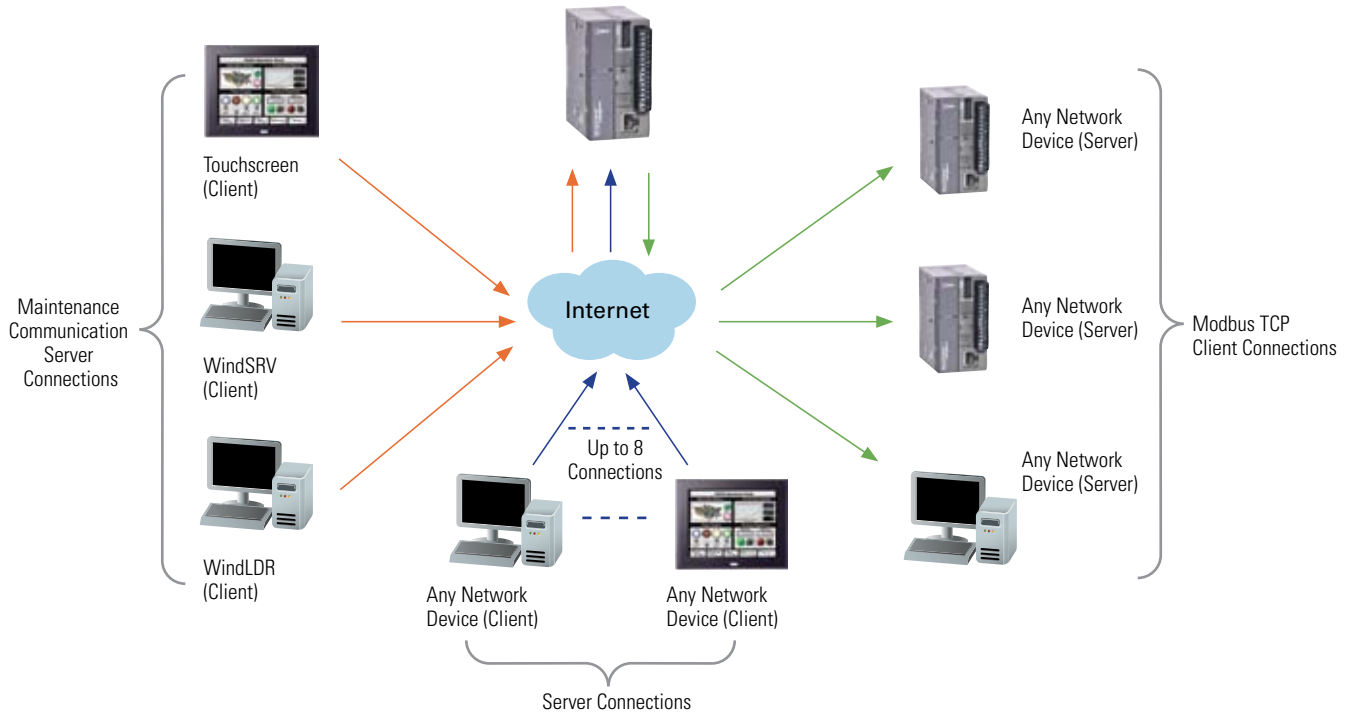 Touchscreen
(Client)
WindSRV
(Client)
WindLDR
(Client)
Maintenance
Communication
Server
Connections
Internet
Up to 8
Connections
Any Network
Device (Client)
Any Network
Device (Client)
Server Connections
Any Network
Device (Server)
Any Network
Device (Server)
Any Network
Device (Server)
Modbus TCP
Client Connections